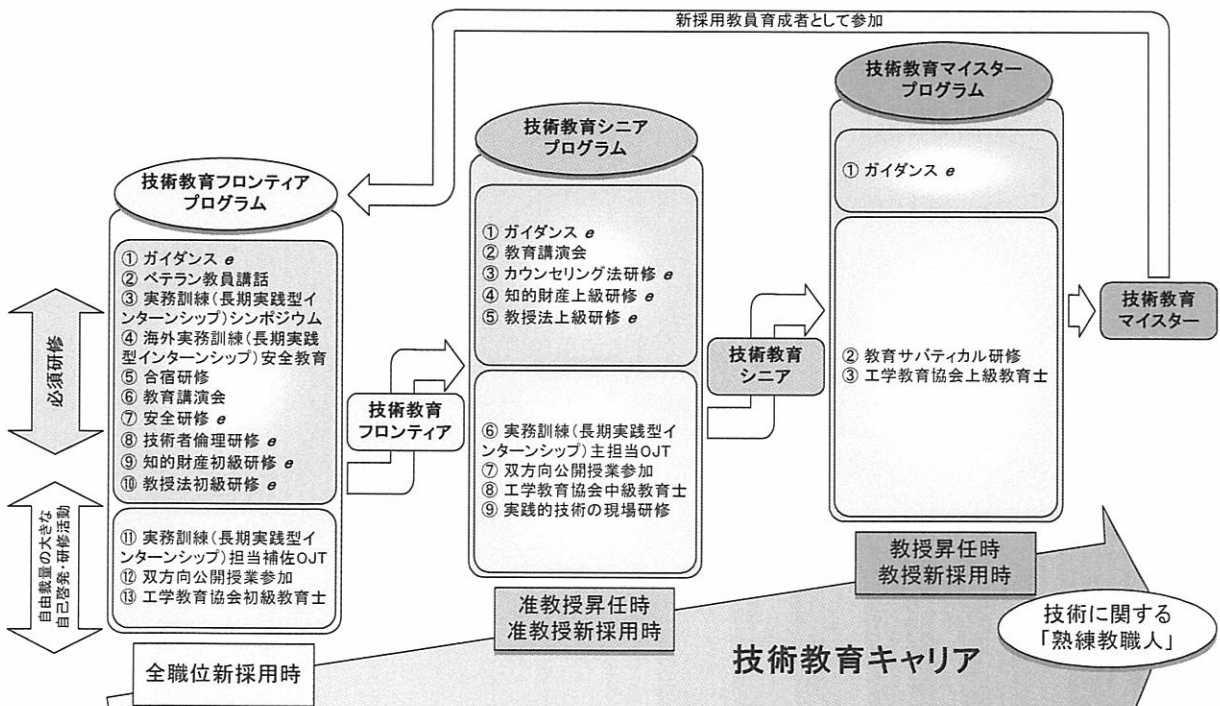 新採用教員育成者として参加
技術教育マイスター
プログラム
① ガイダンス e
② 教育サバティカル研修
③ 工学教育協会上級教育士
教授昇任時
教授新採用時
技術教育
マイスター
技術教育シニア
プログラム
① ガイダンス e
② 教育講演会
③ カウンセリング法研修 e
④ 知的財産上級研修 e
⑤ 教授法上級研修 e
⑥ 実務訓練(長期実践型イ
ンターンシップ)主担当OJT
⑦ 双方向公開授業参加
⑧ 工学教育協会中級教育士
⑨ 実践的技術の現場研修
准教授昇任時
准教授新採用時
技術教育
シニア
技術教育フロンティア
プログラム
① ガイダンス e
② ベテラン教員講話
③ 実務訓練(長期実践型イ
ンターンシップ)シンポジウム
④ 海外実務訓練(長期実践
型インターンシップ)安全教育
⑤ 合宿研修
⑥ 教育講演会
⑦ 安全研修 e
⑧ 技術者倫理研修 e
⑨ 知的財産初級研修 e
⑩ 教授法初級研修 e
⑪ 実務訓練(長期実践型イ
ンターンシップ)担当補佐OJT
⑫ 双方向公開授業参加
⑬ 工学教育協会初級教育士
全職位新採用時
技術教育
フロンティア
必須研修
自由裁量の大きな
自己啓発・研修活動
技術教育キャリア
技術に関する
「熟練教職人」